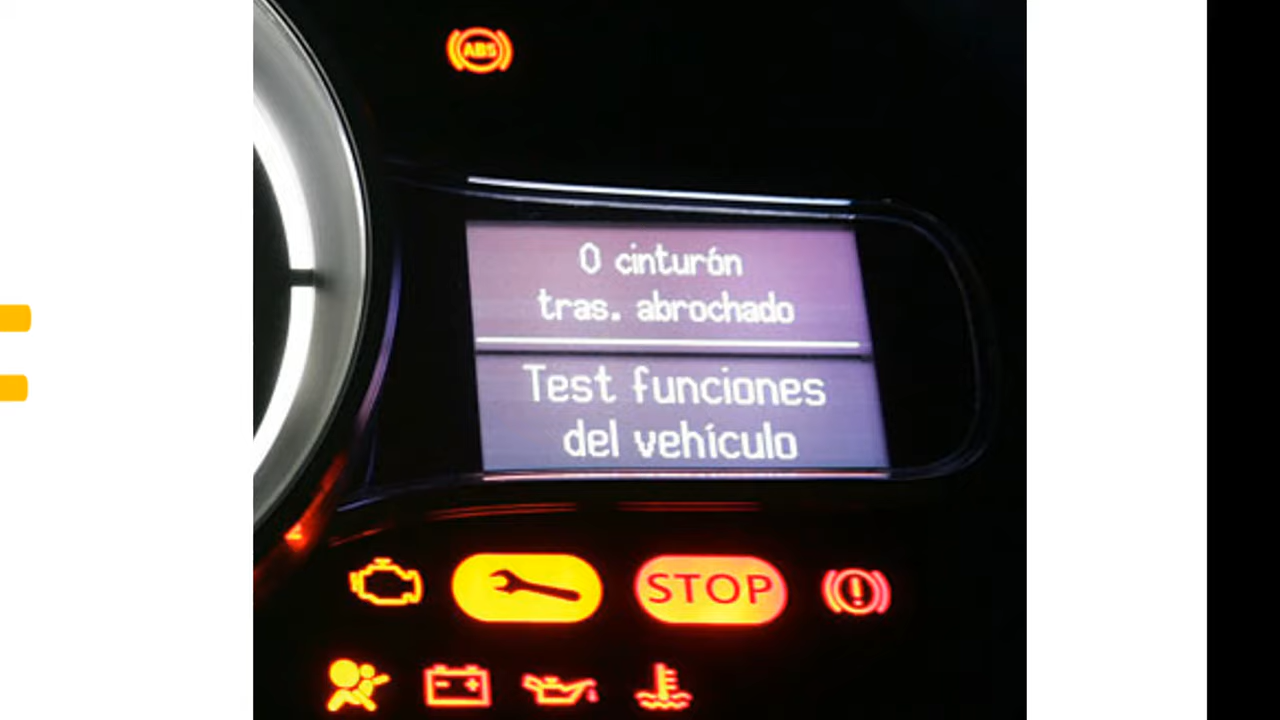 ABS
0 cinturón
tras. abrochado
Test funciones
del vehículo
STOP